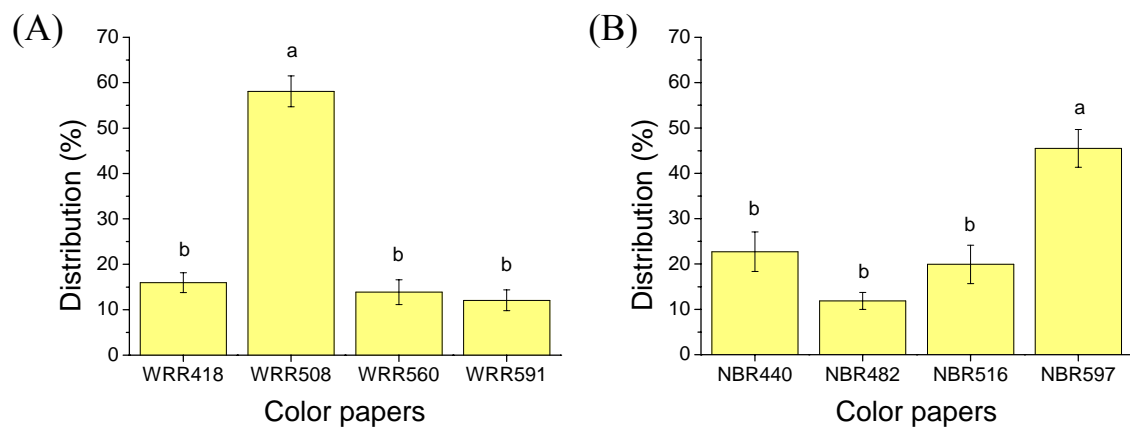 (A)
Distribution (%)
70
60
50
40
30
20
10
0
b
a
b
b
WRR418 WRR508 WRR560 WRR591
Color papers
(B)
Distribution (%)
70
60
50
40
30
20
10
0
b
b
b
a
NBR440 NBR482 NBR516 NBR597
Color papers